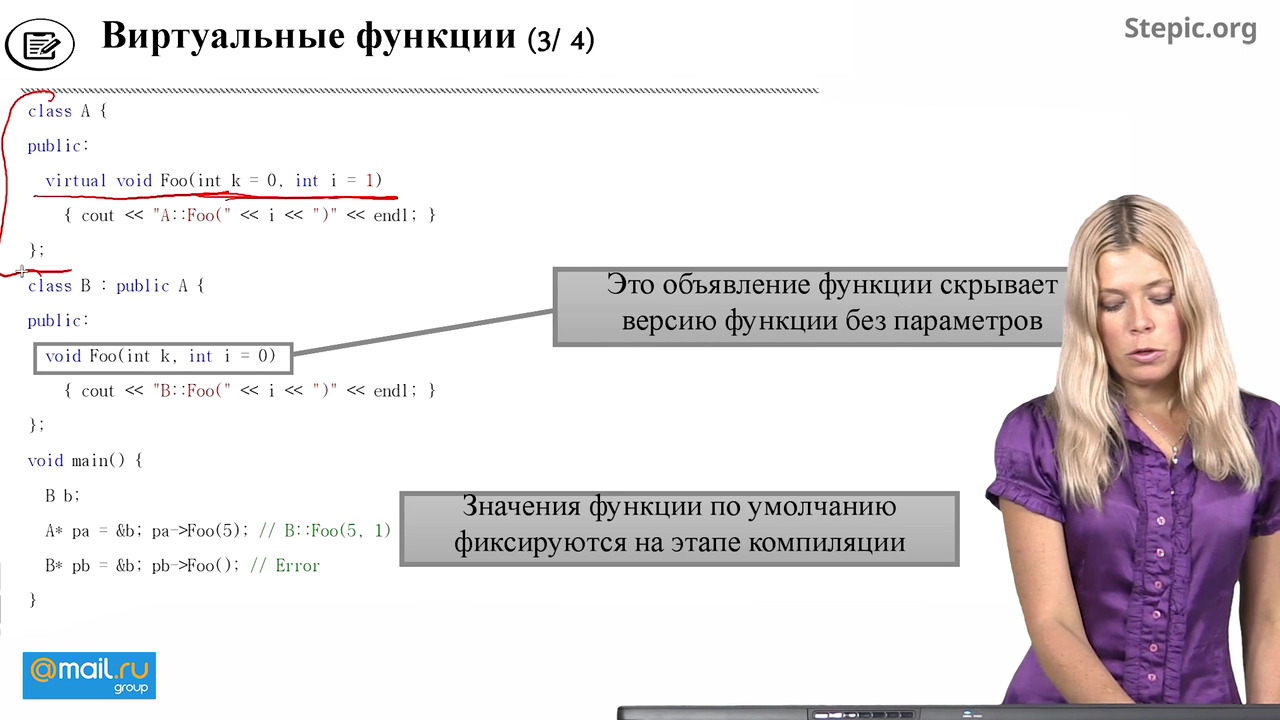 Виртуальные функции (3/ 4)
Stepic.org
class A {
public:
virtual void Foo(int k = 0, int i = 1)
{ cout << "A::Foo(" << i << ")" << endl; }
};
class B : public A {
public:
void Foo(int k, int i = 0)
{ cout << "B::Foo(" << i << ")" << endl; }
};
void main() {
B b;
A* pa = &b; pa->Foo(5); // B::Foo(5, 1)
B* pb = &b; pb->Foo(); // Error
}
Это объявление функции скрывает
версию функции без параметров
Значения функции по умолчанию
фиксируются на этапе компиляции
@mail.ru
group